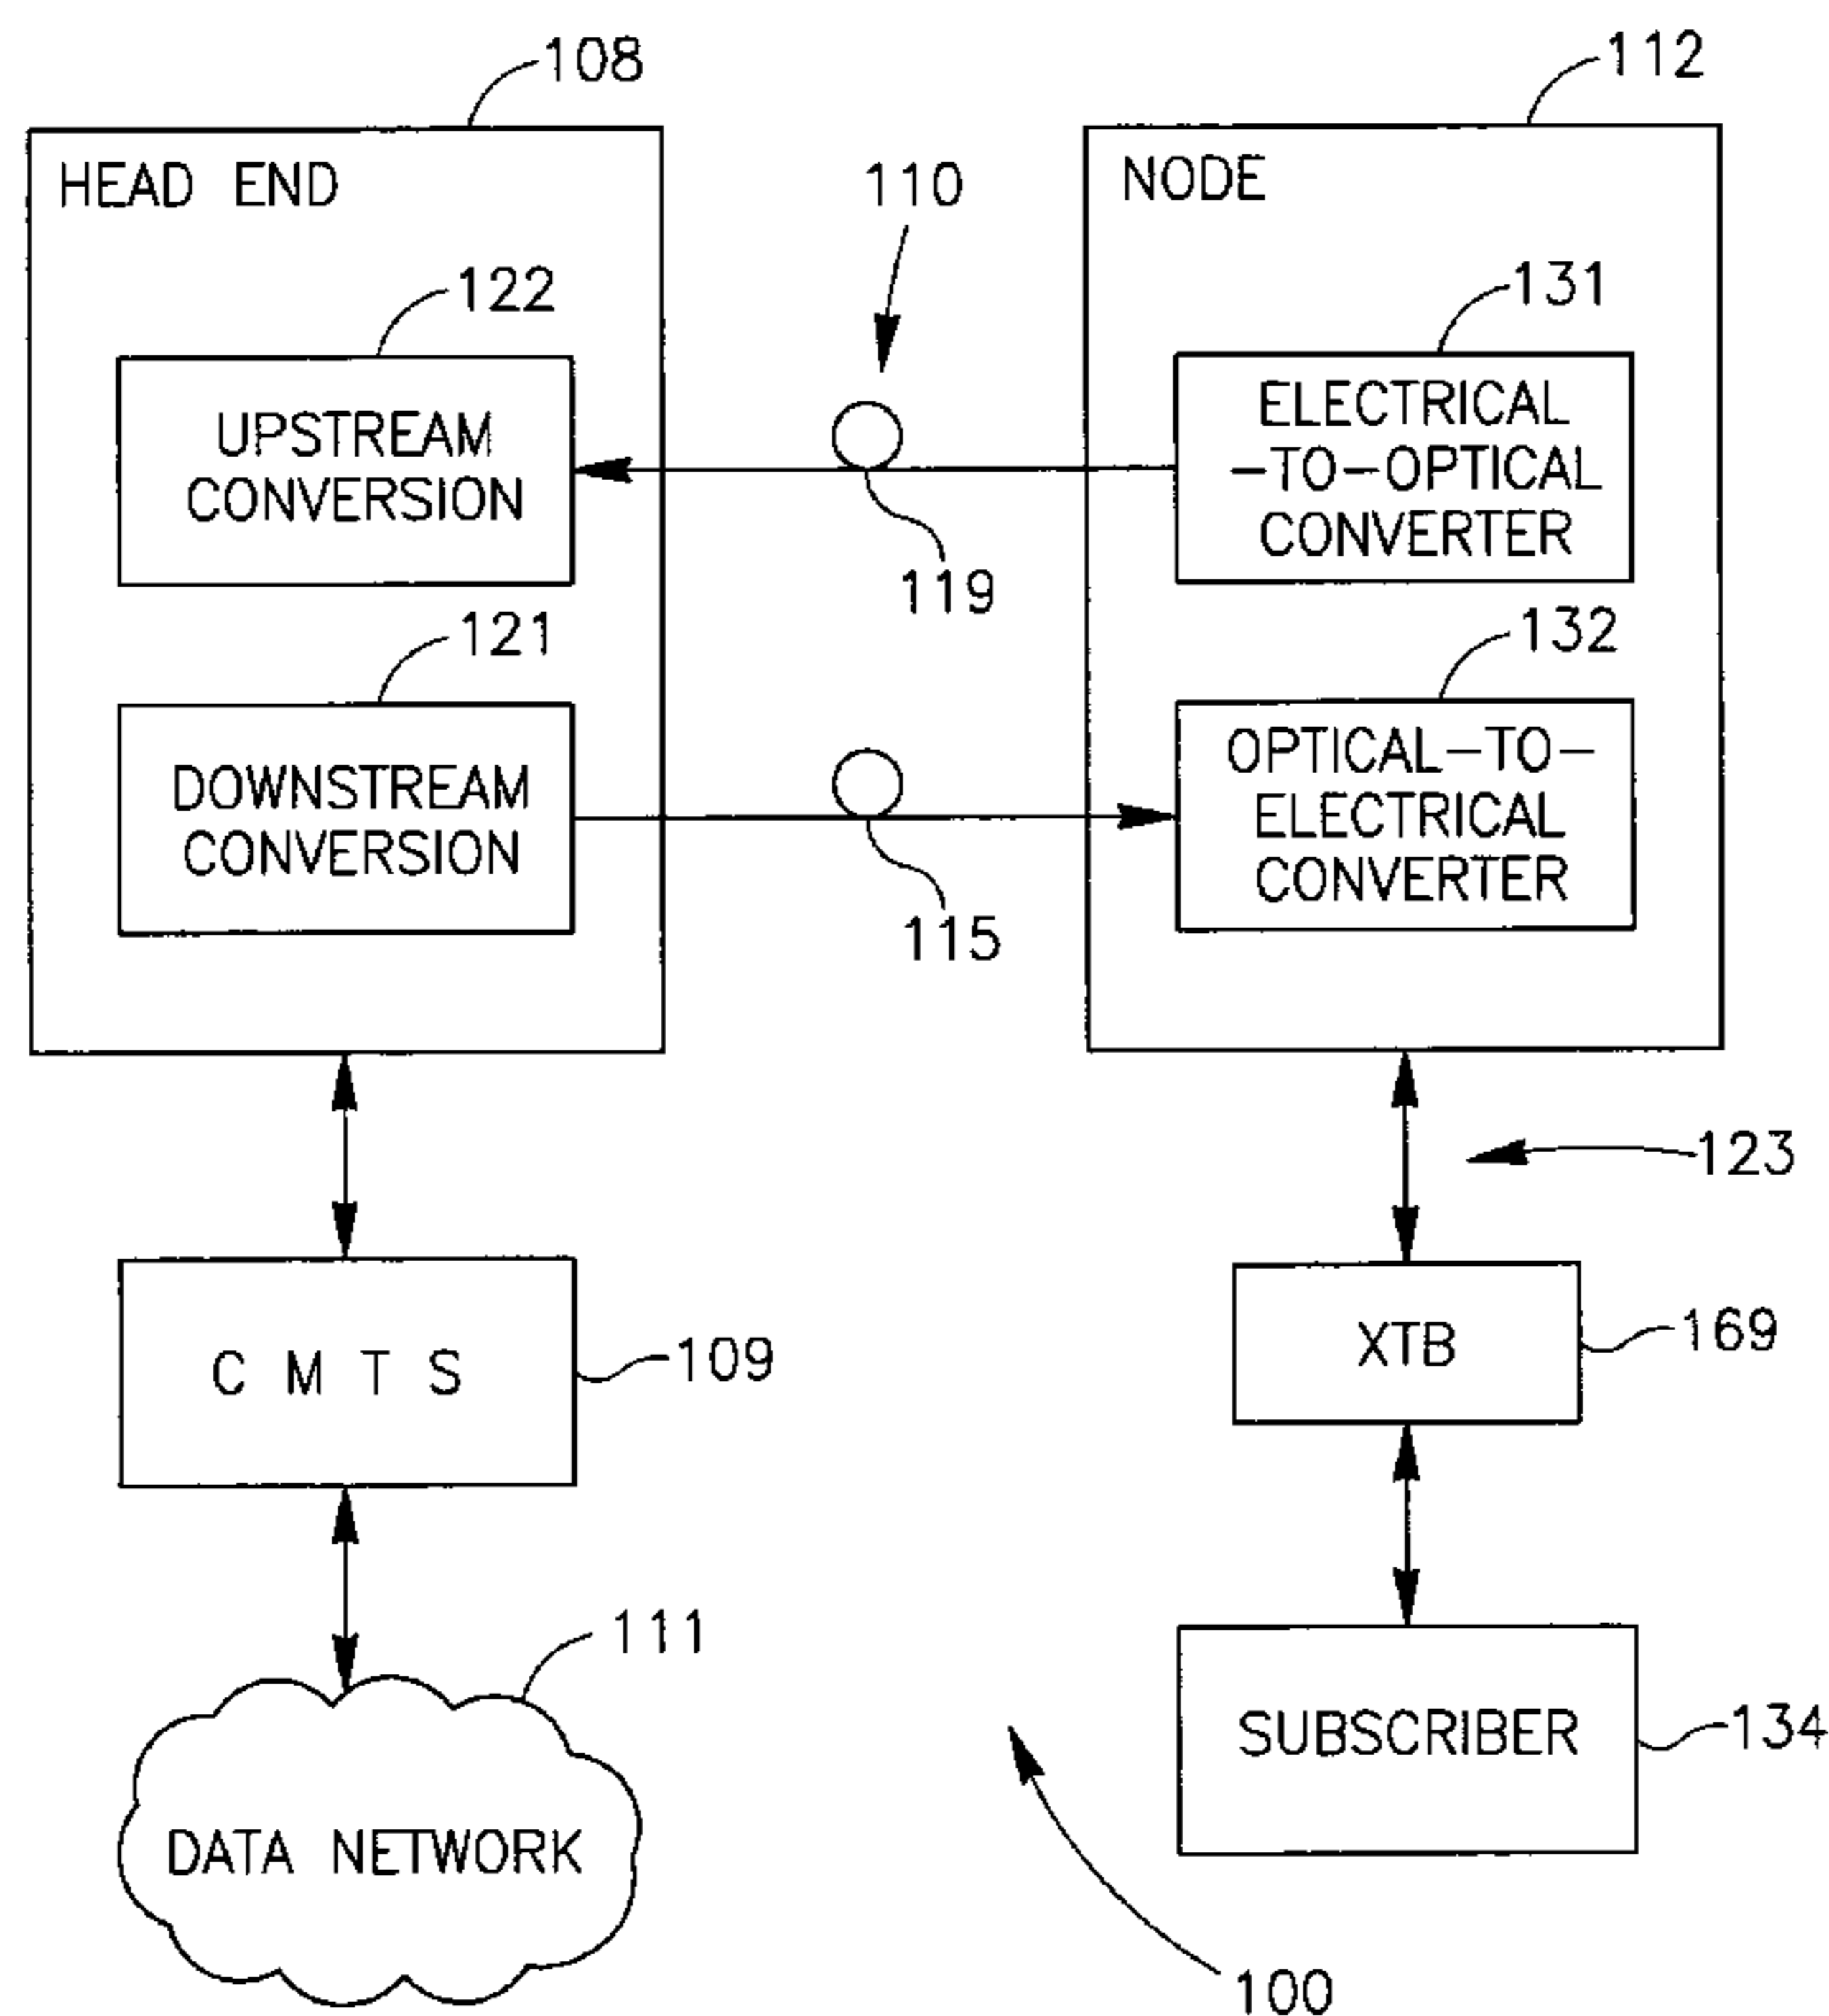 108
112
HEAD END
NODE
110
122
131
UPSTREAM
CONVERSION
ELECTRICAL
-TO-OPTICAL
CONVERTER
119
121
132
DOWNSTREAM
CONVERSION
OPTICAL-TO-
ELECTRICAL
CONVERTER
115
123
C M T S
109
XTB
169
111
DATA NETWORK
SUBSCRIBER
134
100